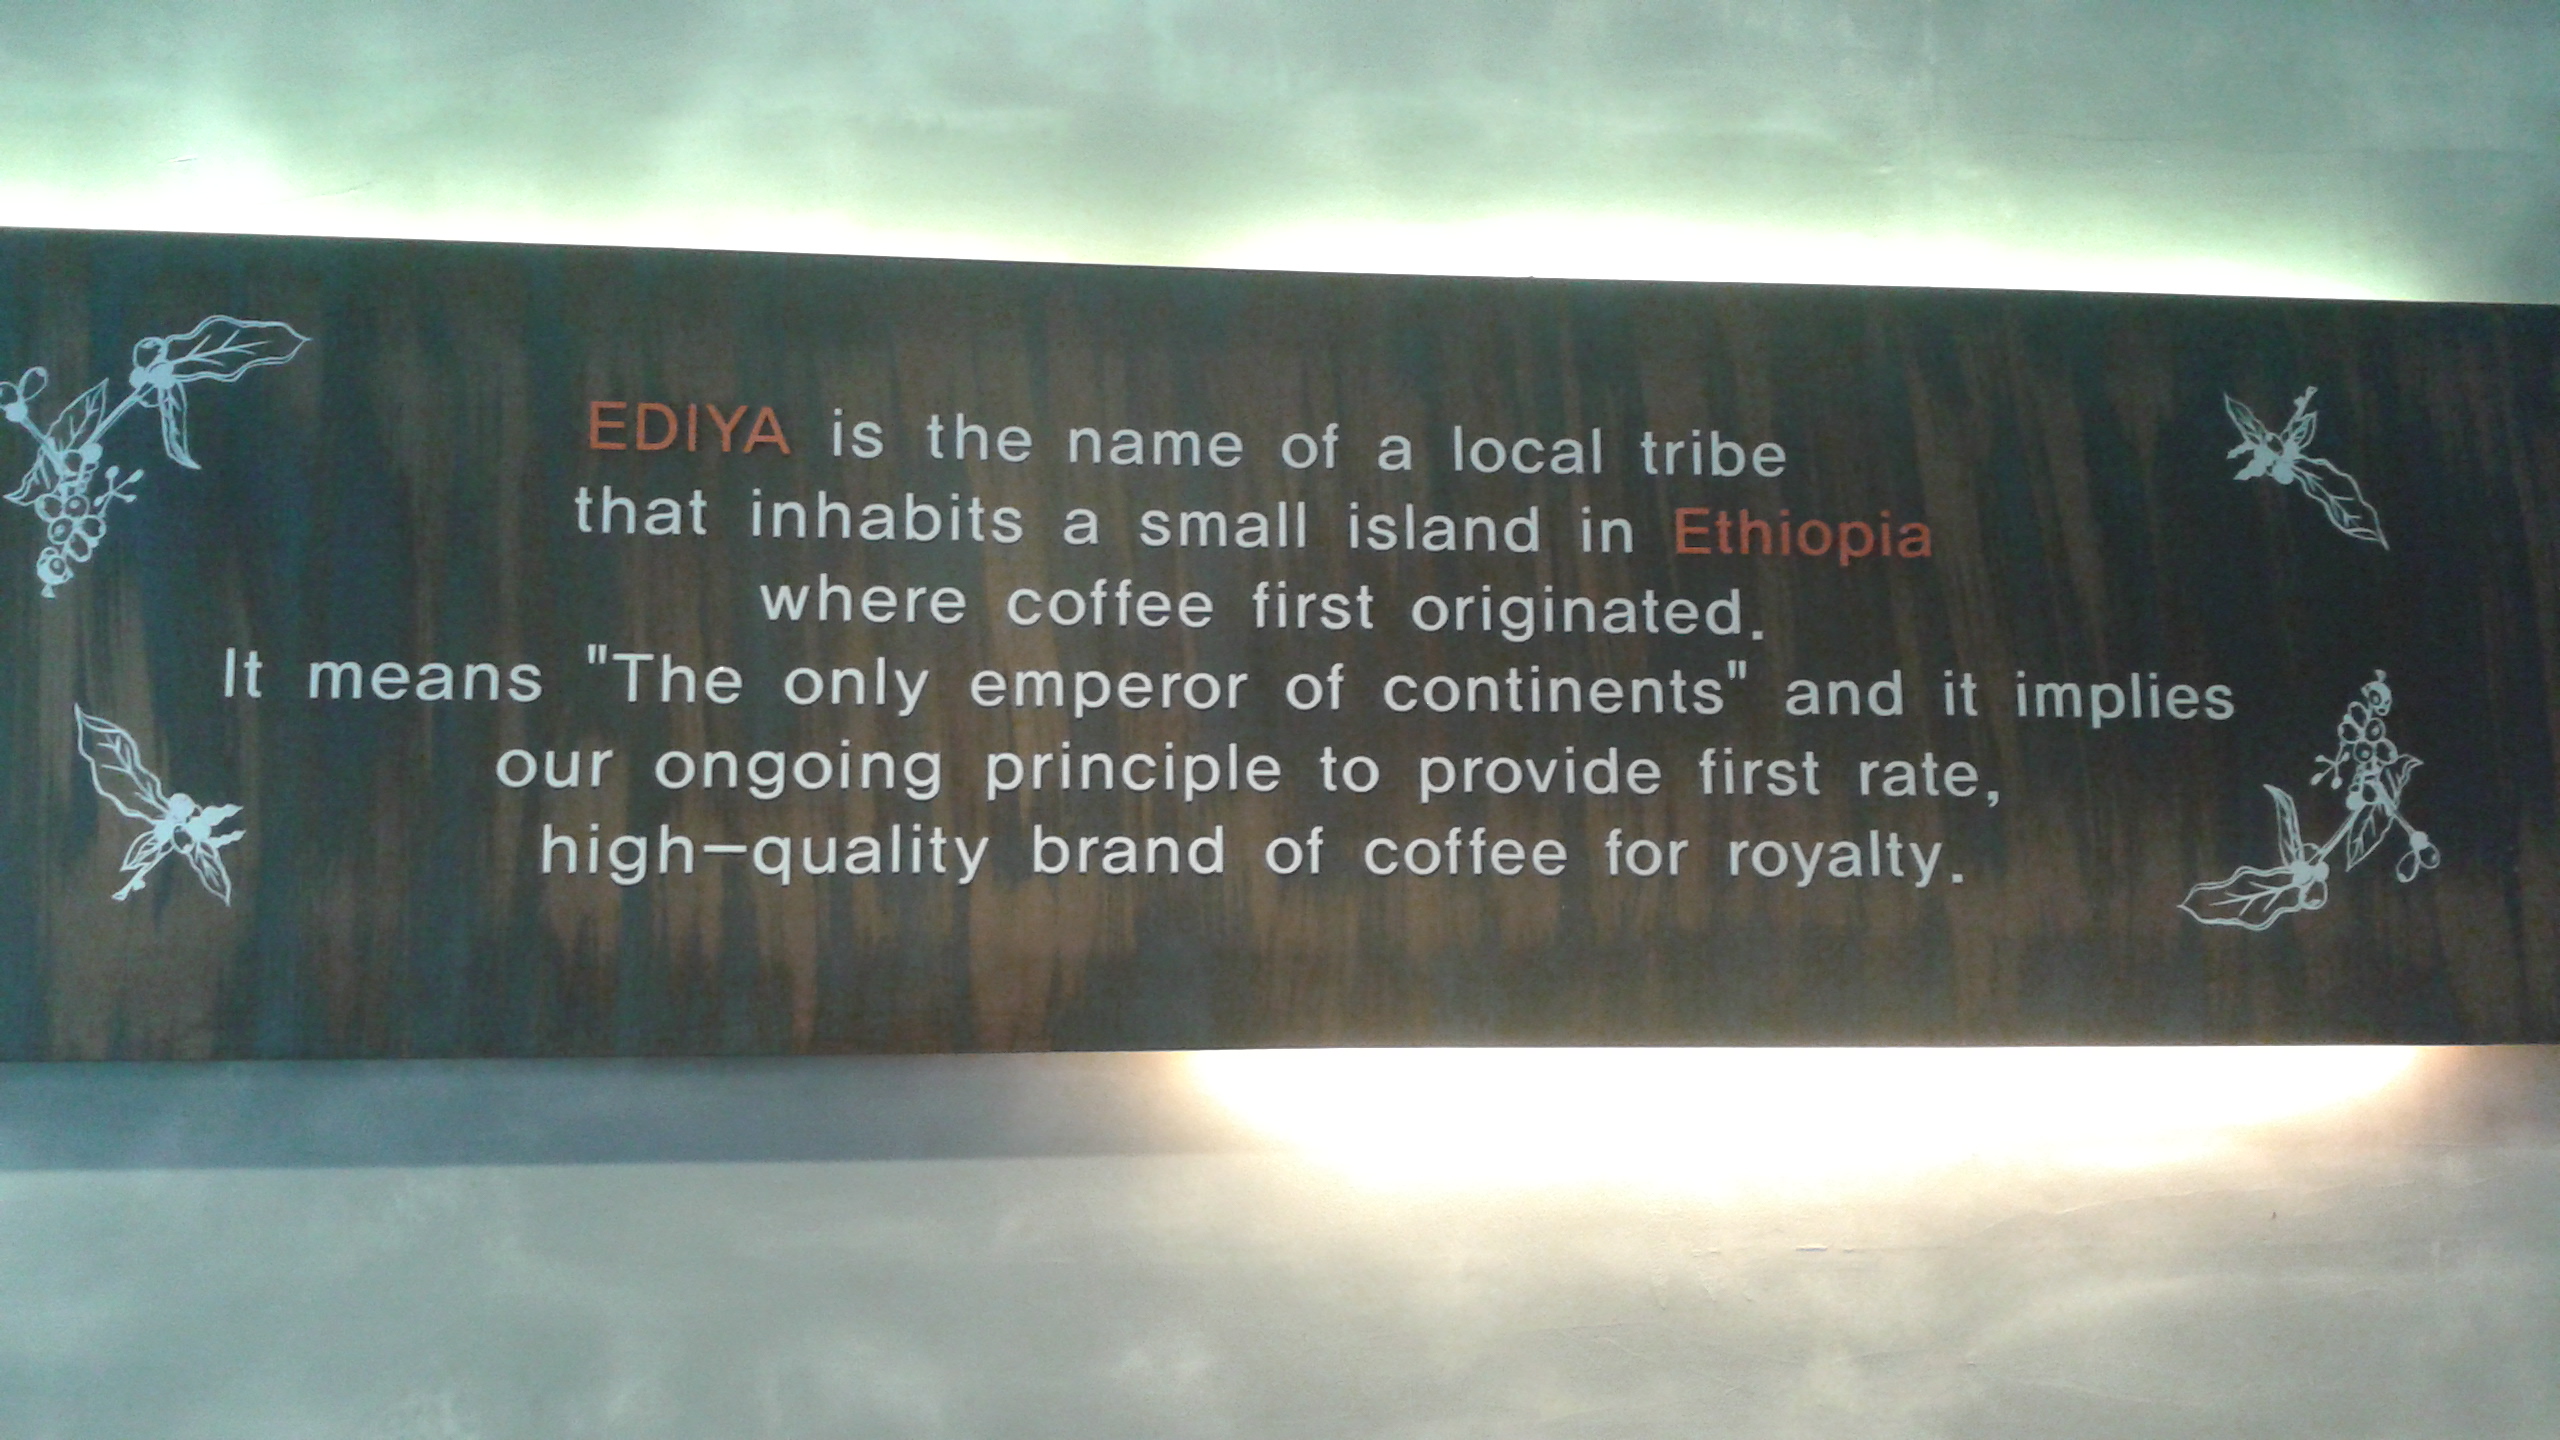 EDIYA is the name of a local tribe
that inhabits a small island in Ethiopia
where coffee first originated.
It means "The only emperor of continents" and it implies
our ongoing principle to provide first rate,
high-quality brand of coffee for royalty.